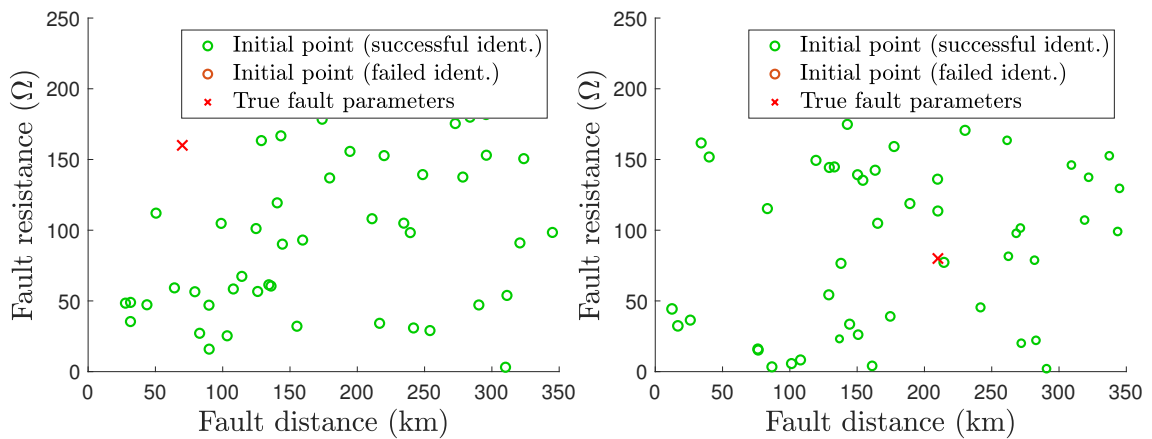 250
200
150
100
50
0
Fault resistance (Ω)
Initial point (successful ident.)
Initial point (failed ident.)
True fault parameters
0 50 100 150 200 250 300 350
Fault distance (km)
250
200
150
100
50
0
Fault resistance (Ω)
Initial point (successful ident.)
Initial point (failed ident.)
True fault parameters
0 50 100 150 200 250 300 350
Fault distance (km)